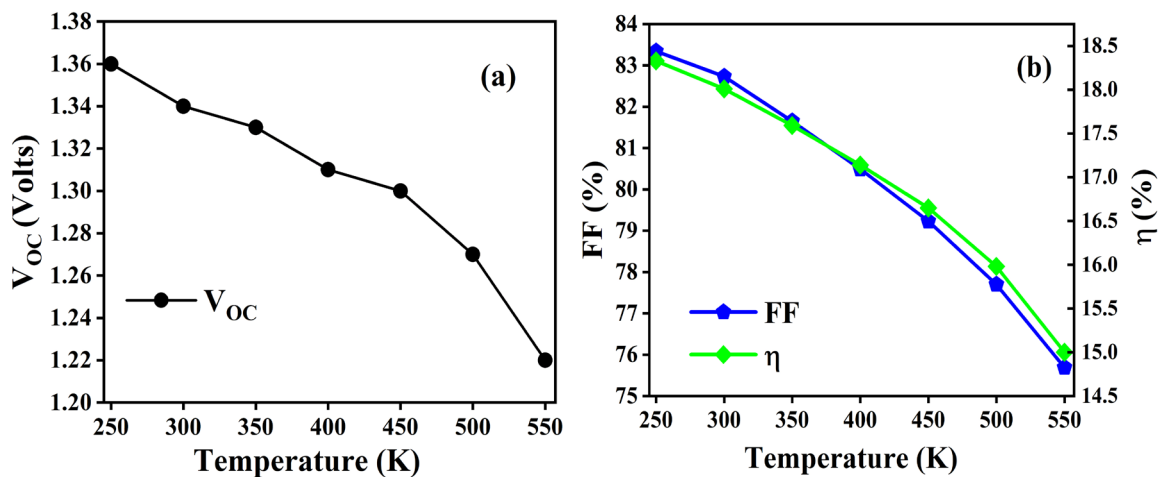 1.38
1.36
1.34
1.32
1.30
1.28
1.26
1.24
1.22
1.20
V_OC (Volts)
(a)
V_OC
250 300 350 400 450 500 550
Temperature (K)
84
83
82
81
80
79
78
77
76
75
FF (%)
(b)
FF
η
250 300 350 400 450 500 550
Temperature (K)
18.5
18.0
17.5
17.0
16.5
16.0
15.5
15.0
14.5
η (%)